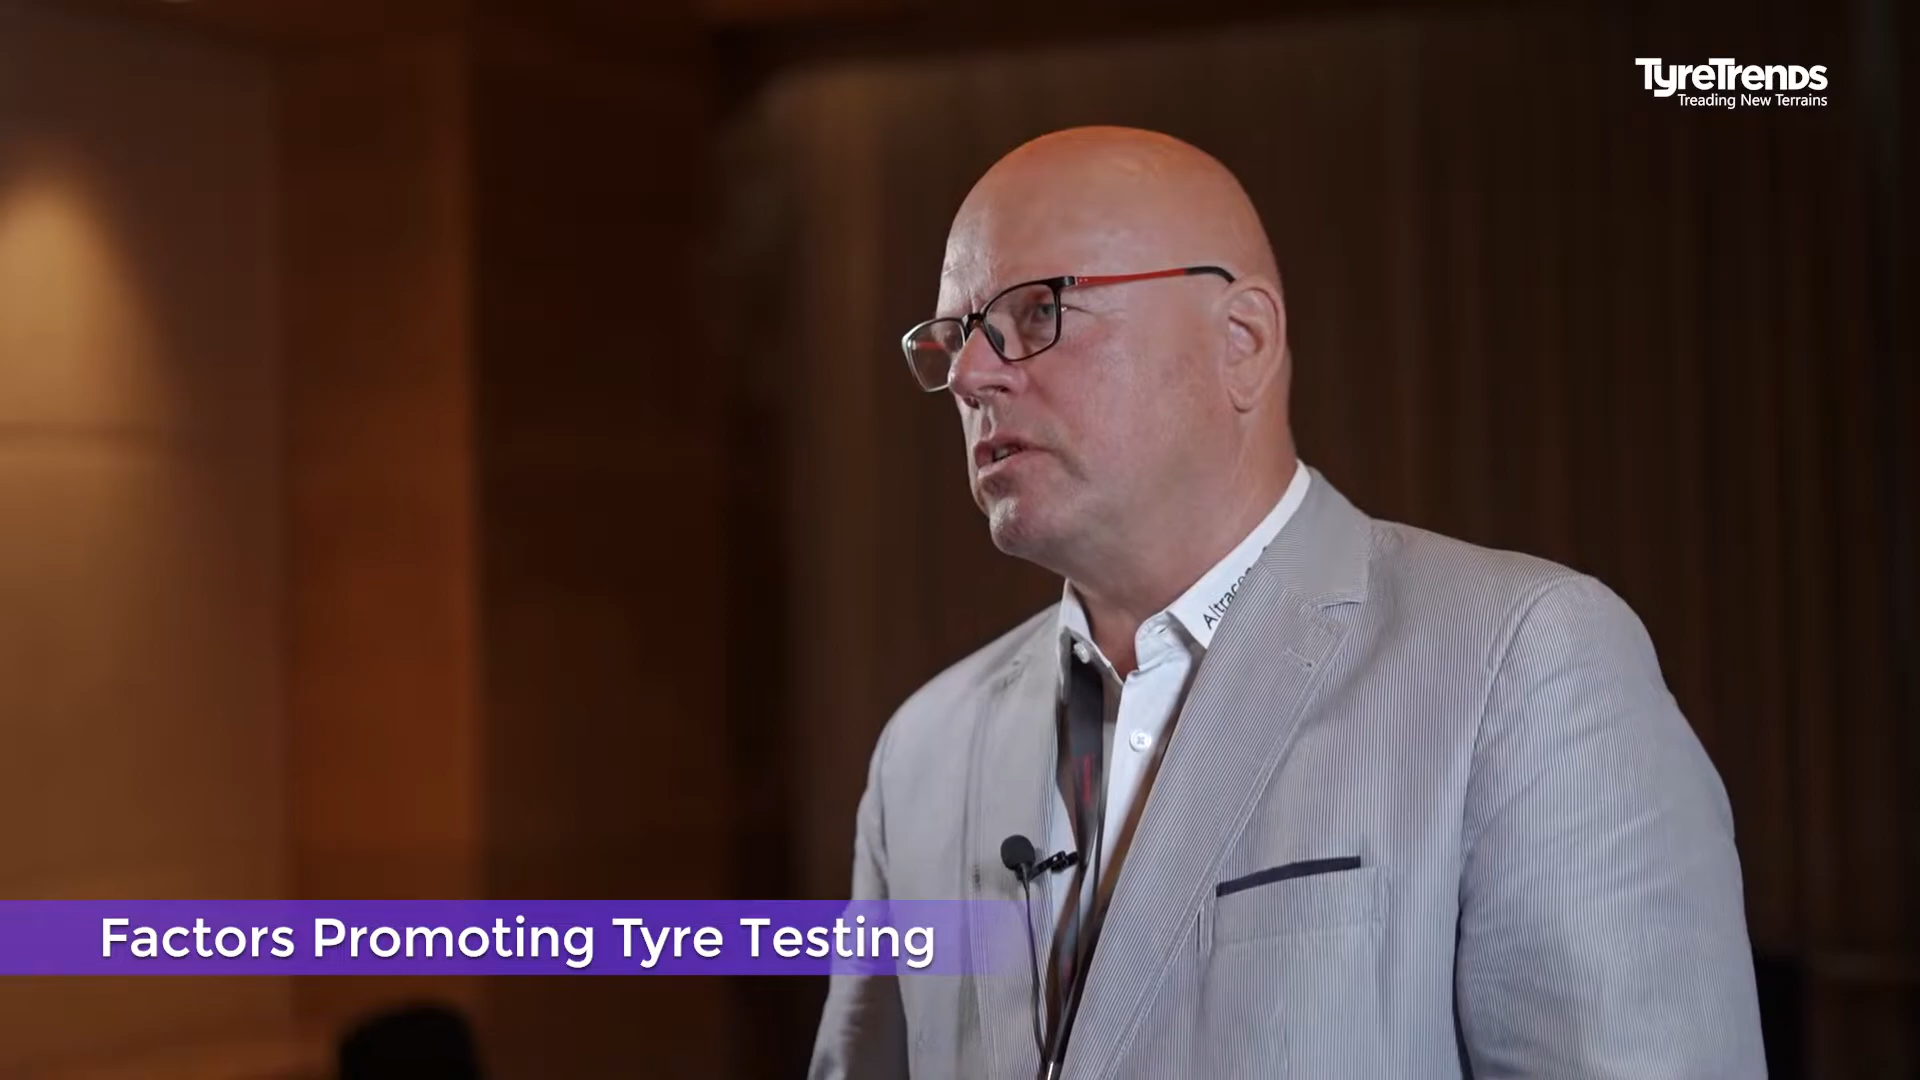 TyreTrends
Treading New Terrains
Factors Promoting Tyre Testing